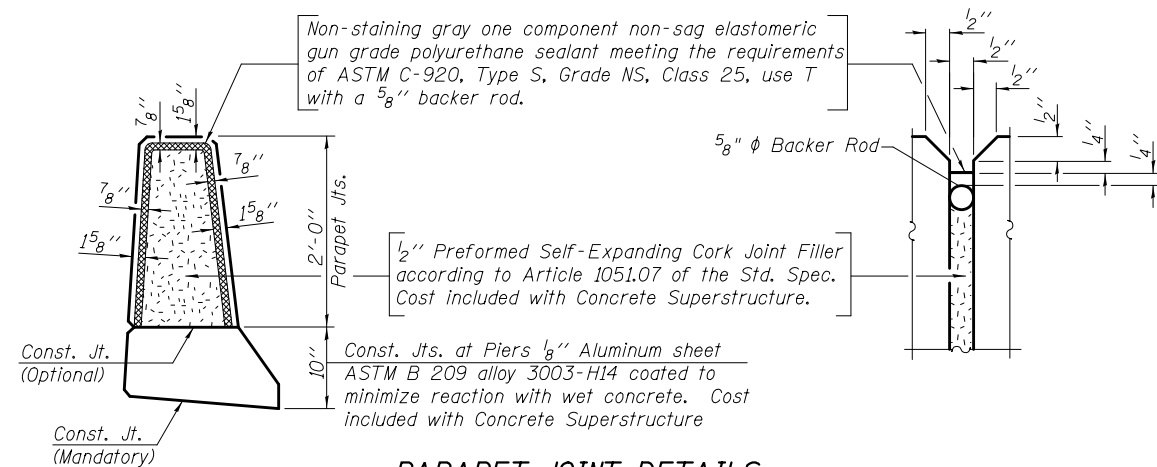 Non-staining gray one component non-sag elastomeric
gun grade polyurethane sealant meeting the requirements
of ASTM C-920, Type S, Grade NS, Class 25, use T
with a 5/8" backer rod.
1/2"
1/2"
1/2"
1/2"
1/4"
1/4"
5/8" φ Backer Rod
7/8"
1 5/8"
7/8"
7/8"
1 5/8"
1 5/8"
2'-0"
Parapet Jts.
1/2" Preformed Self-Expanding Cork Joint Filler
according to Article 1051.07 of the Std. Spec.
Cost included with Concrete Superstructure.
Const. Jt.
(Optional)
10"
Const. Jts. at Piers 1/8" Aluminum sheet
ASTM B 209 alloy 3003-H14 coated to
minimize reaction with wet concrete. Cost
included with Concrete Superstructure
Const. Jt.
(Mandatory)
PARAPET JOINT DETAILS